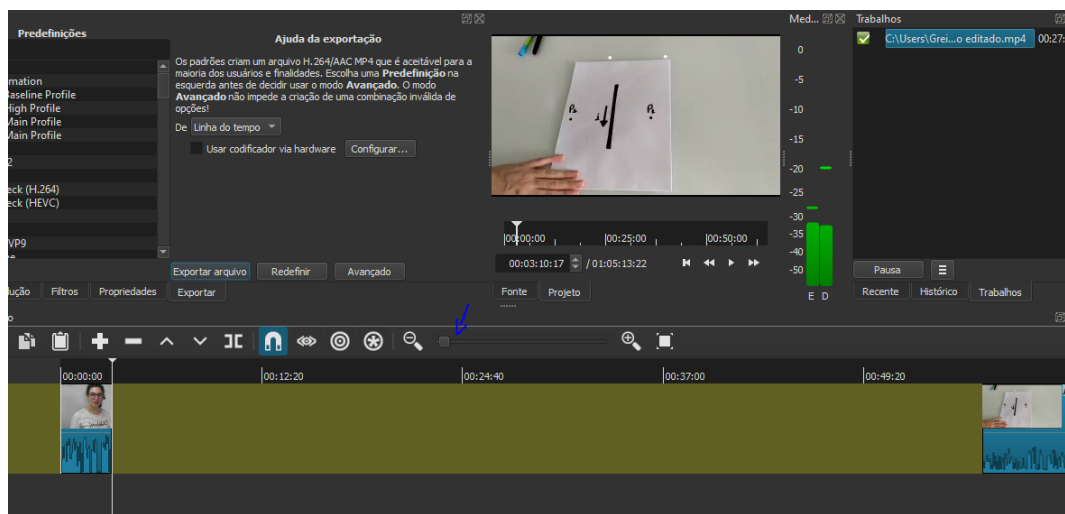 Predefinições
mation
Baseline Profile
High Profile
Main Profile
Main Profile
2
eck (H.264)
eck (HEVC)
VP9
Ajuda da exportação
Os padrões criam um arquivo H.264/AAC MP4 que é aceitável para a
maioria dos usuários e finalidades. Escolha uma Predefinição na
esquerda antes de decidir usar o modo Avançado. O modo
Avançado não impede a criação de uma combinação inválida de
opções!
De Linha do tempo
Usar codificador via hardware Configurar...
Exportar arquivo Redefinir Avançado
lução Filtros Propriedades Exportar
P₂ i P₁
00:00:00 00:25:00 00:50:00
00:03:10:17 / 01:05:13:22
Fonte Projeto
Med...
0
-5
-10
-15
-20
-25
-30
-35
-40
-50
E D
Trabalhos
C:\Users\Grei...o editado.mp4 00:27:
Pausa
Recente Histórico Trabalhos
o
00:00:00 00:12:20 00:24:40 00:37:00 00:49:20